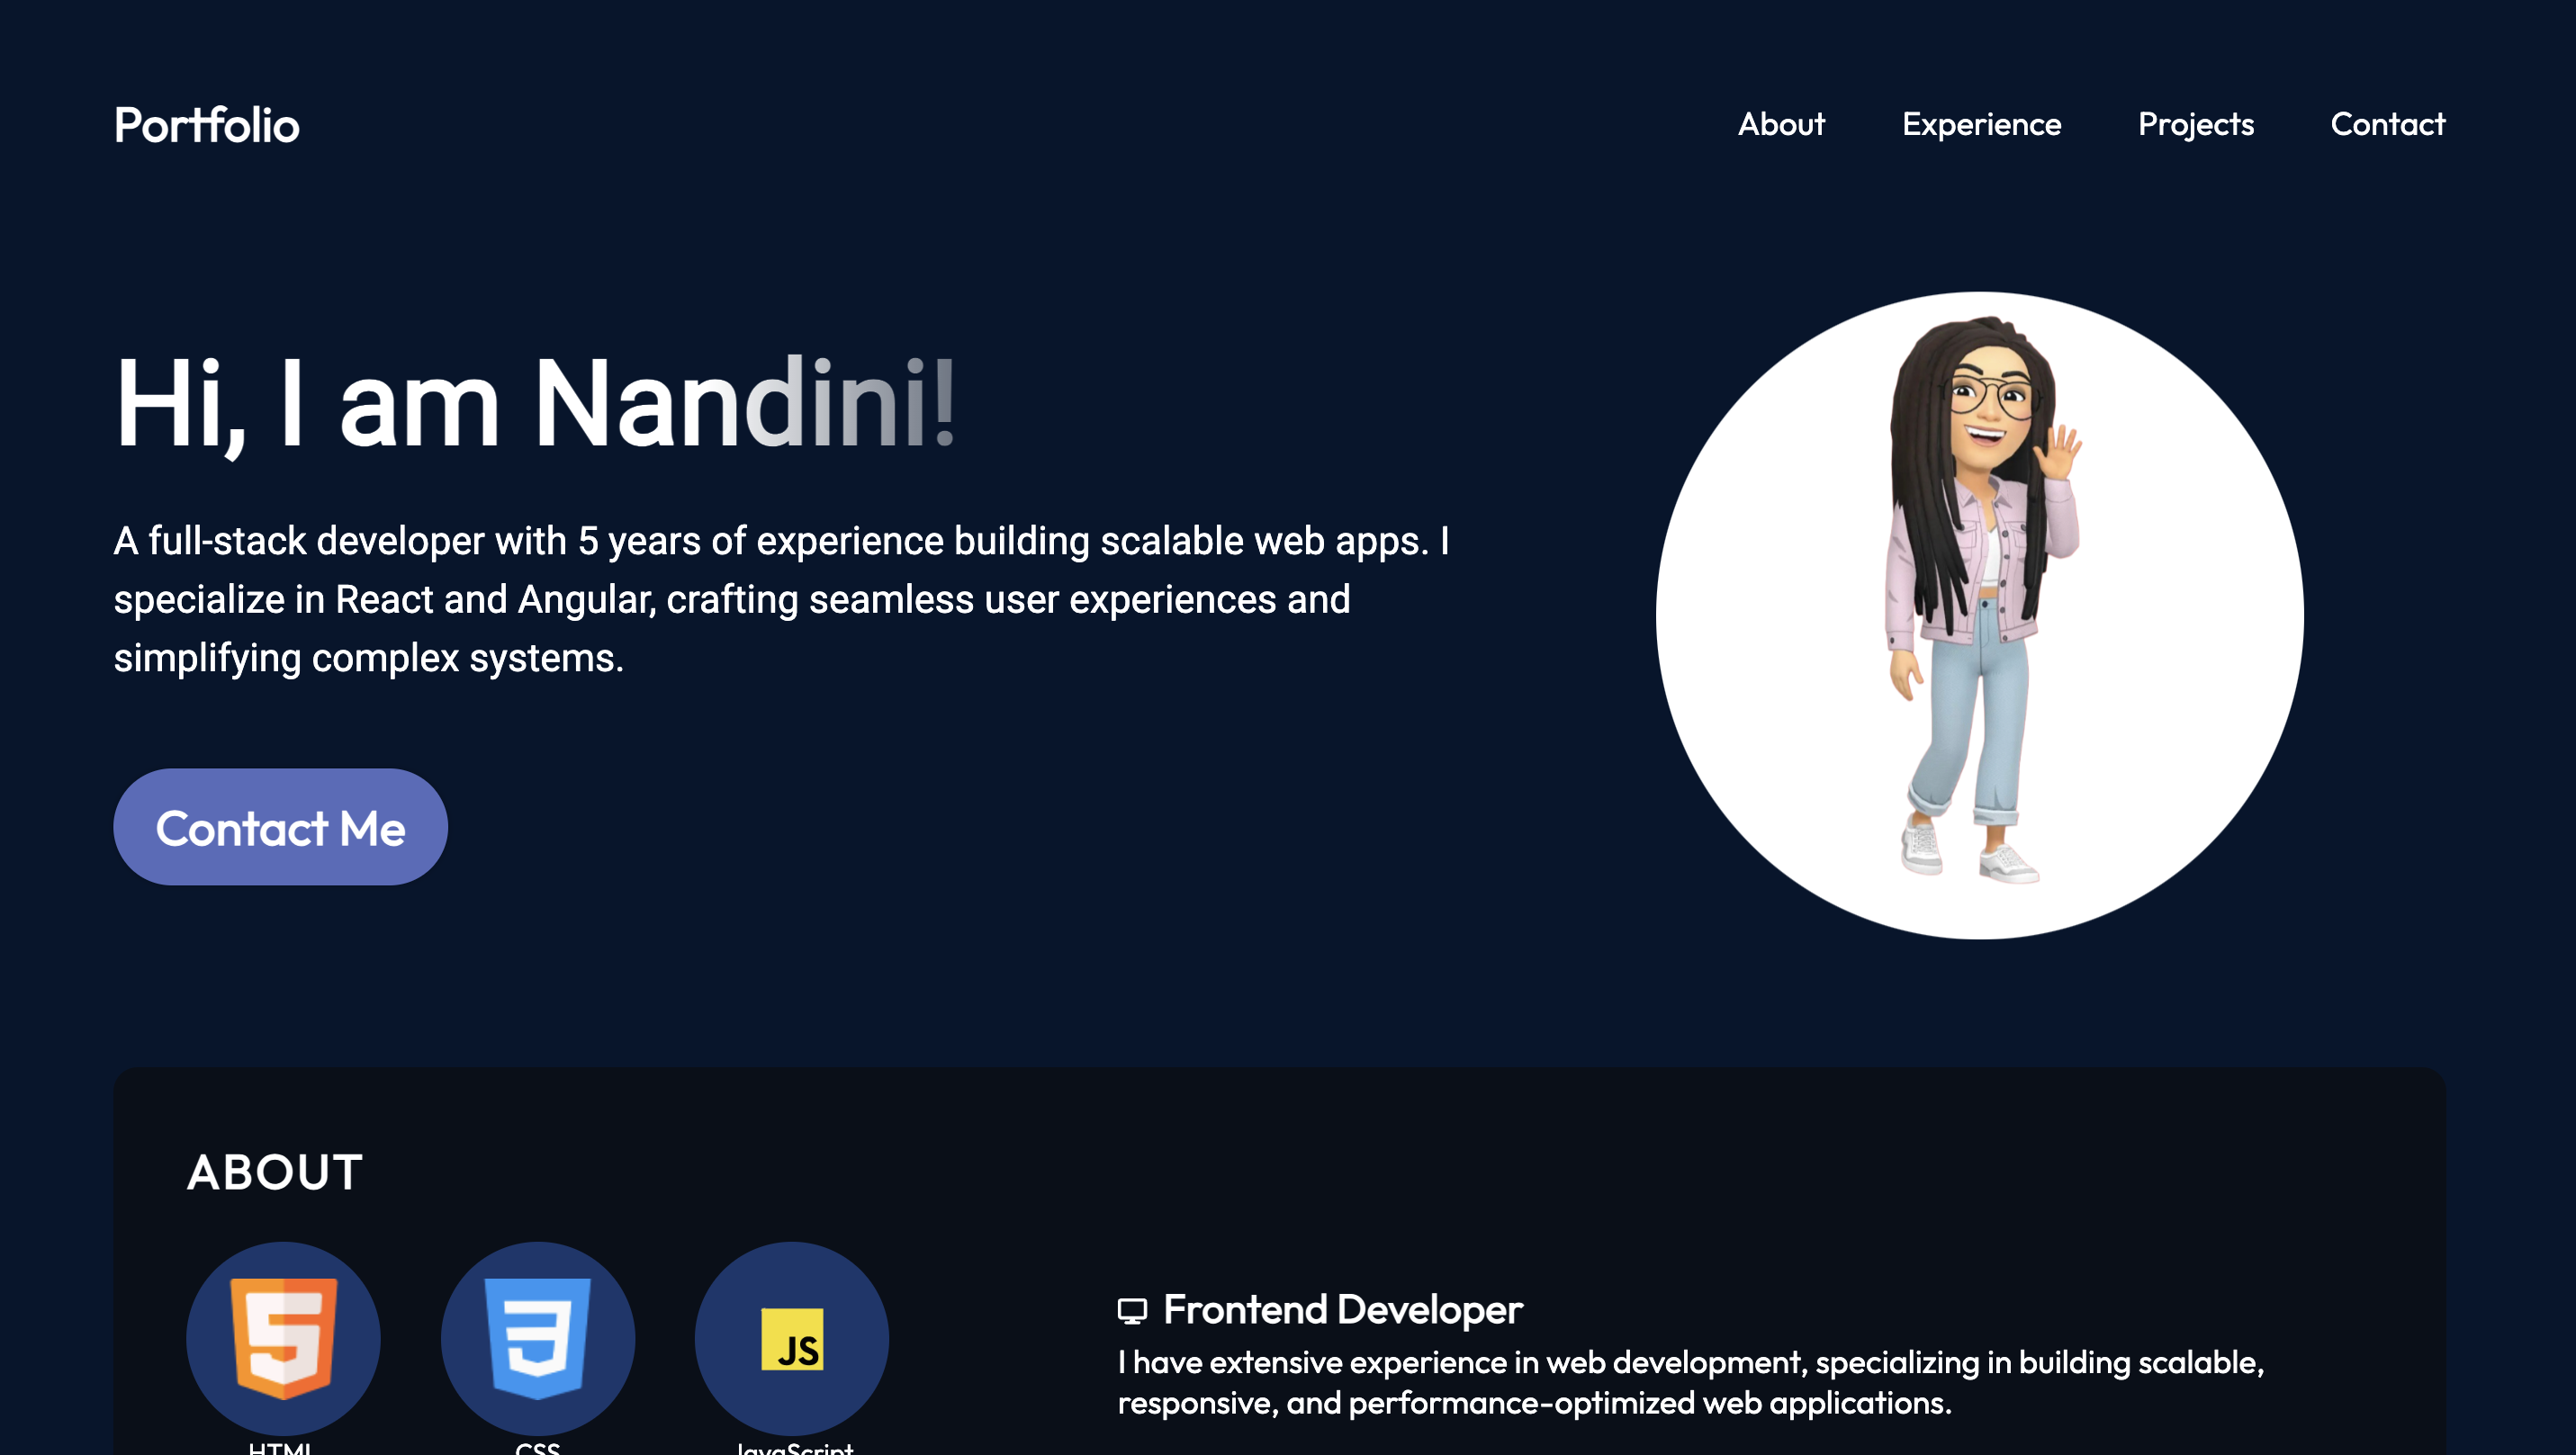 Portfolio
About
Experience
Projects
Contact
Hi, I am Nandini!
A full-stack developer with 5 years of experience building scalable web apps. I
specialize in React and Angular, crafting seamless user experiences and
simplifying complex systems.
Contact Me
ABOUT
JS
Frontend Developer
I have extensive experience in web development, specializing in building scalable,
responsive, and performance-optimized web applications.
HTML
CSS
JavaScript